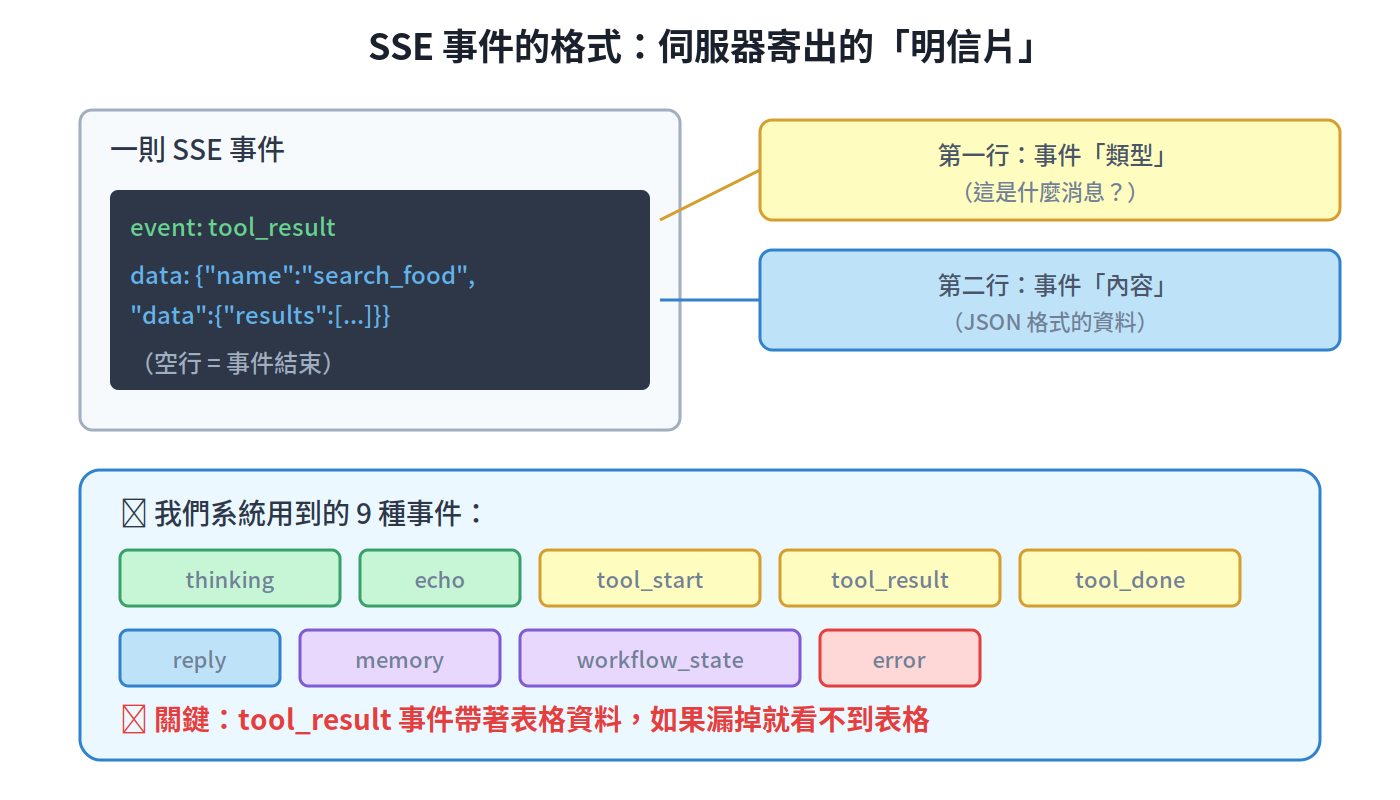 SSE 事件的格式：伺服器寄出的「明信片」
一則 SSE 事件
event: tool_result
data: {"name":"search_food",
"data":{"results":[...]}}
（空行 = 事件結束）
第一行：事件「類型」
（這是什麼消息？）
第二行：事件「內容」
（JSON 格式的資料）
我們系統用到的 9 種事件：
thinking
echo
tool_start
tool_result
tool_done
reply
memory
workflow_state
error
關鍵：tool_result 事件帶著表格資料，如果漏掉就看不到表格